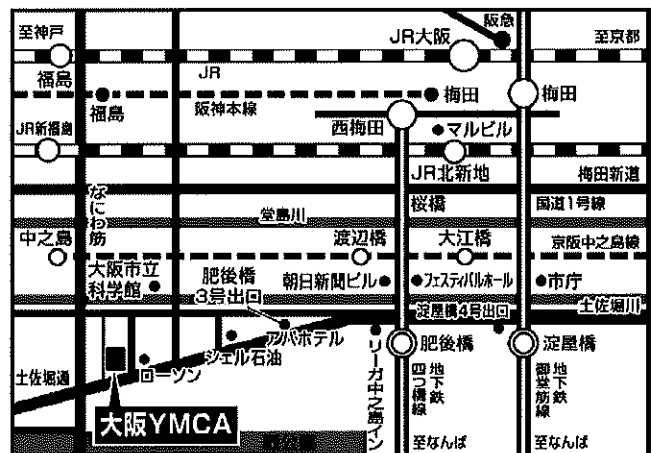 至神戸
阪急
JR大阪
至京都
福島
JR
福島
阪神本線
梅田
梅田
西梅田
マルビル
JR新福島
JR北新地
梅田新道
なにわ筋
堂島川
桜橋
国道1号線
中之島
渡辺橋
大江橋
京阪中之島線
大阪市立
科学館
肥後橋
3号出口
朝日新聞ビル
フェスティバルホール
市庁
淀屋橋4号出口
土佐堀川
アパホテル
シェル石油
ローソン
土佐堀通
大阪YMCA
リーガ中之島イン
肥後橋
淀屋橋
地下鉄
四つ橋線
地下鉄
御堂筋線
至なんば
至なんば